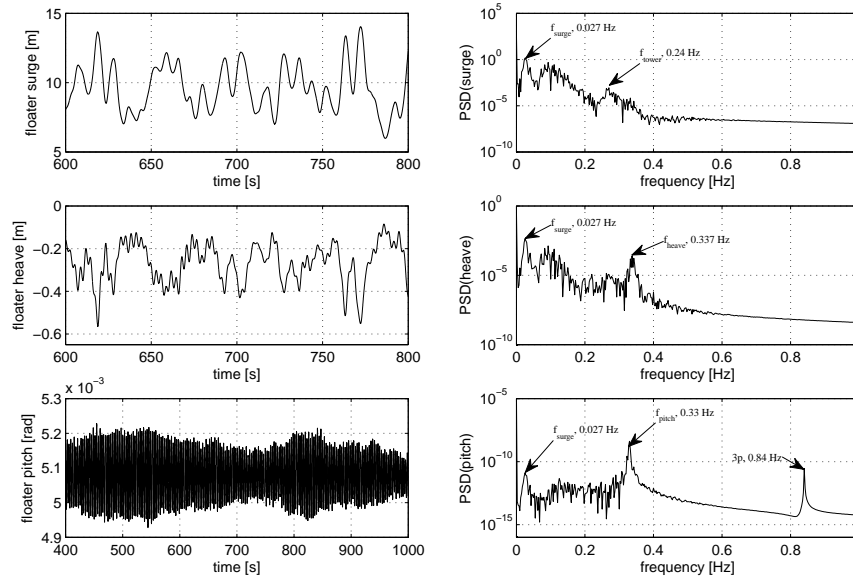 15
10
5
600 650 700 750 800
time [s]
floater surge [m]
10^5
10^0
10^−5
10^−10
0 0.2 0.4 0.6 0.8
frequency [Hz]
PSD(surge)
f_surge, 0.027 Hz
f_tower, 0.24 Hz
0
−0.2
−0.4
−0.6
600 650 700 750 800
time [s]
floater heave [m]
10^0
10^−5
10^−10
0 0.2 0.4 0.6 0.8
frequency [Hz]
PSD(heave)
f_surge, 0.027 Hz
f_heave, 0.337 Hz
x 10^−3
5.3
5.2
5.1
5
4.9
400 500 600 700 800 900 1000
time [s]
floater pitch [rad]
10^−5
10^−10
10^−15
0 0.2 0.4 0.6 0.8
frequency [Hz]
PSD(pitch)
f_surge, 0.027 Hz
f_pitch, 0.33 Hz
3p, 0.84 Hz